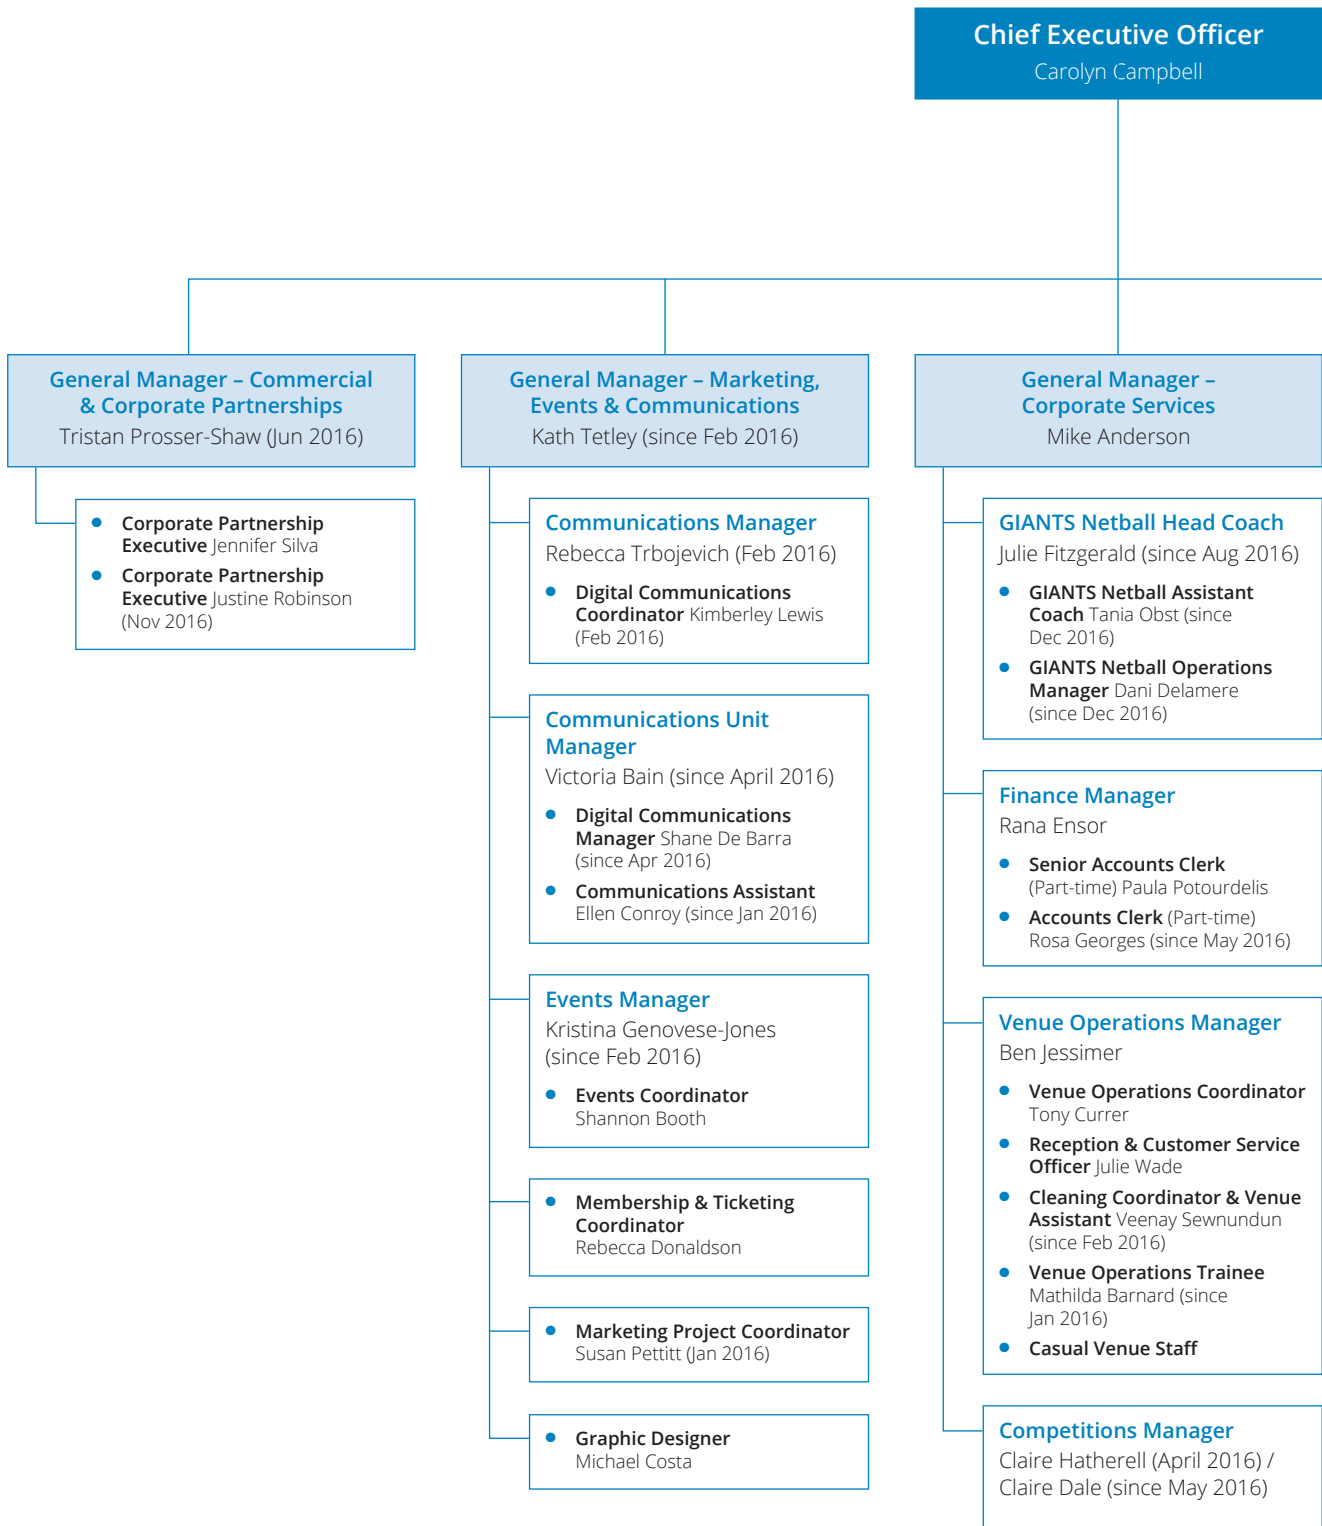 Chief Executive Officer
Carolyn Campbell
General Manager – Commercial
& Corporate Partnerships
Tristan Prosser-Shaw (Jun 2016)
Corporate Partnership
Executive Jennifer Silva
Corporate Partnership
Executive Justine Robinson
(Nov 2016)
General Manager – Marketing,
Events & Communications
Kath Tetley (since Feb 2016)
Communications Manager
Rebecca Trbojevich (Feb 2016)
Digital Communications
Coordinator Kimberley Lewis
(Feb 2016)
Communications Unit
Manager
Victoria Bain (since April 2016)
Digital Communications
Manager Shane De Barra
(since Apr 2016)
Communications Assistant
Ellen Conroy (since Jan 2016)
Events Manager
Kristina Genovese-Jones
(since Feb 2016)
Events Coordinator
Shannon Booth
Membership & Ticketing
Coordinator
Rebecca Donaldson
Marketing Project Coordinator
Susan Pettitt (Jan 2016)
Graphic Designer
Michael Costa
General Manager –
Corporate Services
Mike Anderson
GIANTS Netball Head Coach
Julie Fitzgerald (since Aug 2016)
GIANTS Netball Assistant
Coach Tania Obst (since
Dec 2016)
GIANTS Netball Operations
Manager Dani Delamere
(since Dec 2016)
Finance Manager
Rana Ensor
Senior Accounts Clerk
(Part-time) Paula Potourdelis
Accounts Clerk (Part-time)
Rosa Georges (since May 2016)
Venue Operations Manager
Ben Jessimer
Venue Operations Coordinator
Tony Currer
Reception & Customer Service
Officer Julie Wade
Cleaning Coordinator & Venue
Assistant Veenay Sewnundun
(since Feb 2016)
Venue Operations Trainee
Mathilda Barnard (since
Jan 2016)
Casual Venue Staff
Competitions Manager
Claire Hatherell (April 2016) /
Claire Dale (since May 2016)